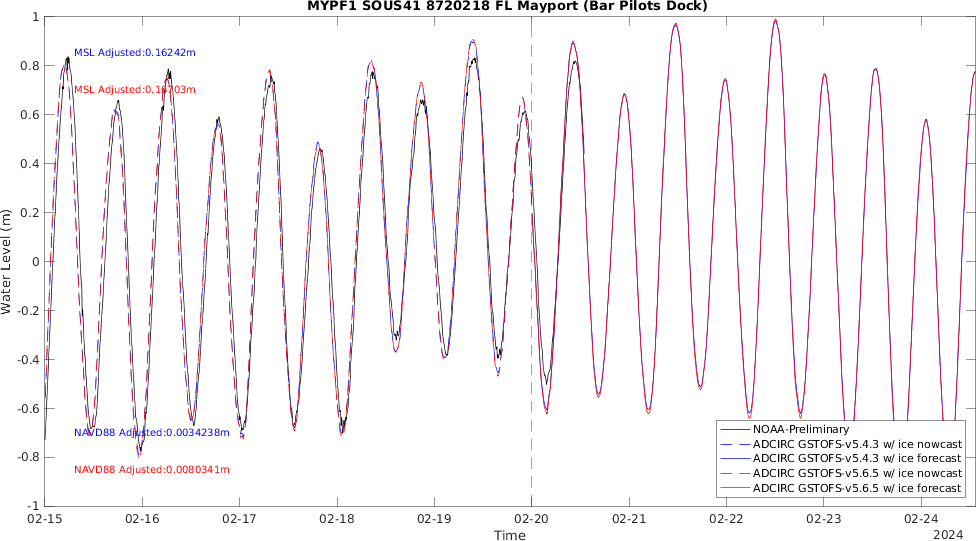 MYPF1 SOUS41 8720218 FL Mayport (Bar Pilots Dock)
1
0.8
0.6
0.4
0.2
0
-0.2
-0.4
-0.6
-0.8
-1
Water Level (m)
MSL Adjusted:0.16242m
MSL Adjusted:0.16703m
NAVD88 Adjusted:0.0034238m
NAVD88 Adjusted:0.0080341m
NOAA-Preliminary
ADCIRC GSTOFS-v5.4.3 w/ ice nowcast
ADCIRC GSTOFS-v5.4.3 w/ ice forecast
ADCIRC GSTOFS-v5.6.5 w/ ice nowcast
ADCIRC GSTOFS-v5.6.5 w/ ice forecast
02-15 02-16 02-17 02-18 02-19 02-20 02-21 02-22 02-23 02-24
Time
2024